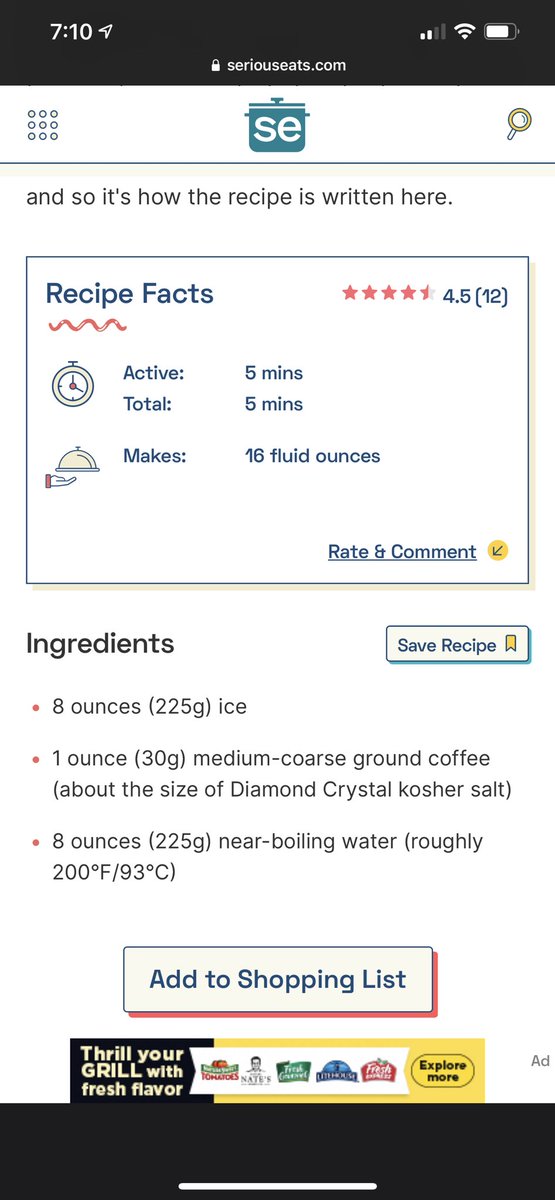 7:10
seriouseats.com
se
and so it's how the recipe is written here.
Recipe Facts
4.5 (12)
Active: 5 mins
Total: 5 mins
Makes: 16 fluid ounces
Rate & Comment
Ingredients
Save Recipe
• 8 ounces (225g) ice
• 1 ounce (30g) medium-coarse ground coffee
(about the size of Diamond Crystal kosher salt)
• 8 ounces (225g) near-boiling water (roughly
200°F/93°C)
Add to Shopping List
Thrill your
GRILL with
fresh flavor
TOMATOES
NATE'S
Fresh
Gourmet
LITEHOUSE
Fresh
EXPRESS
Explore
more
Ad